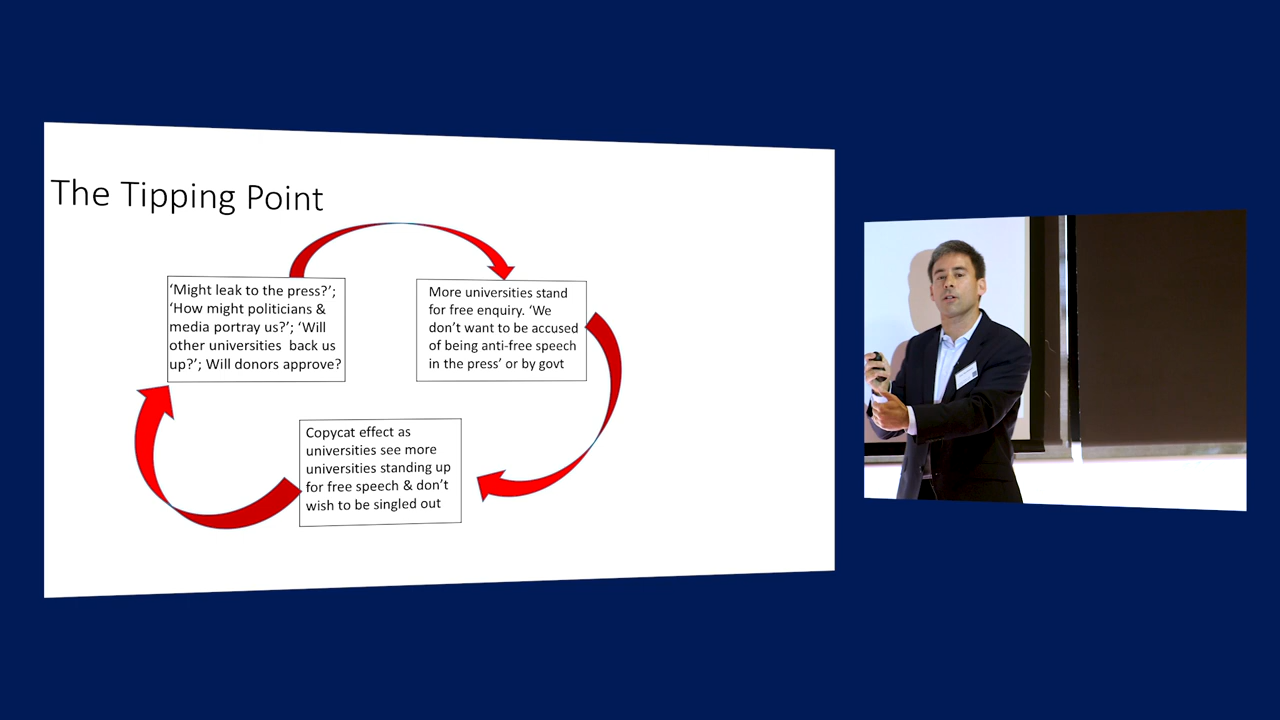 The Tipping Point
‘Might leak to the press?’;
‘How might politicians &
media portray us?’; ‘Will
other universities back us
up?’; Will donors approve?
More universities stand
for free enquiry. ‘We
don’t want to be accused
of being anti-free speech
in the press’ or by govt
Copycat effect as
universities see more
universities standing up
for free speech & don’t
wish to be singled out